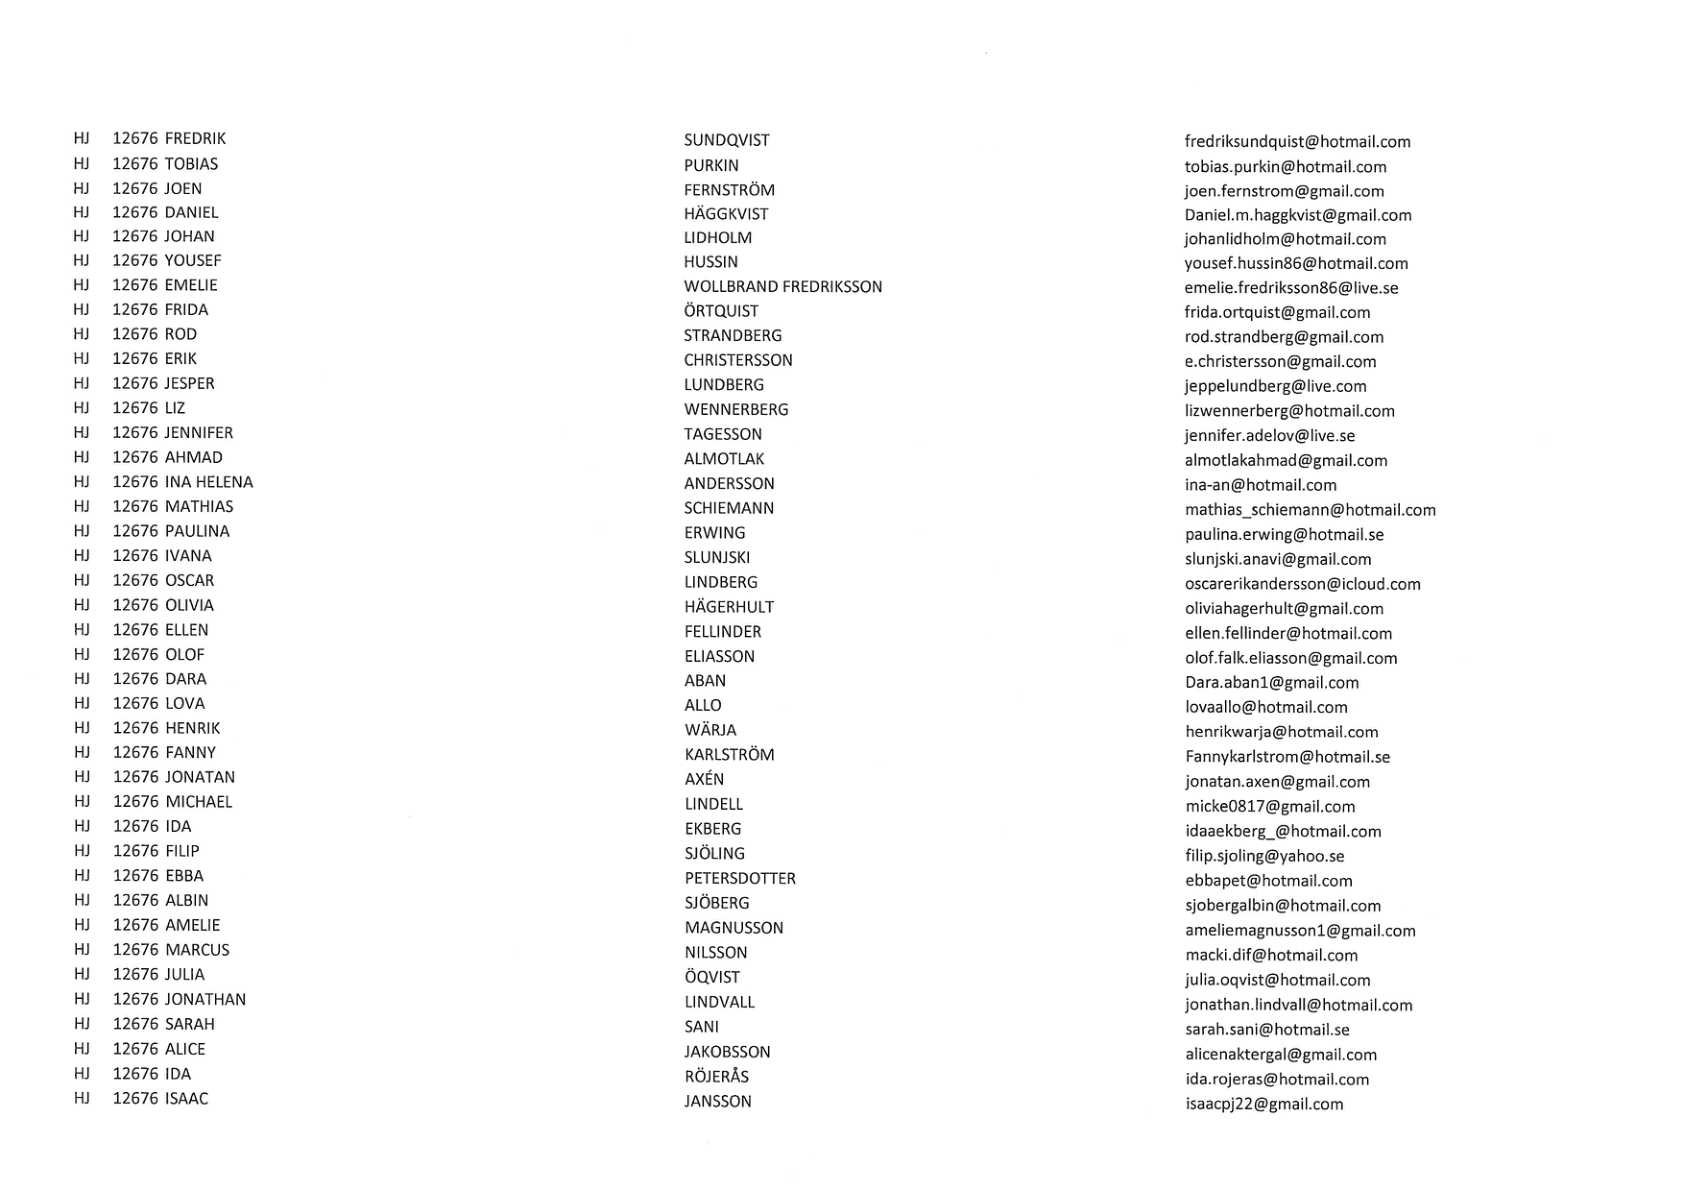 HJ 12676 FREDRIK SUNDQVIST fredriksundquist@hotmail.com
HJ 12676 TOBIAS PURKIN tobias.purkin@hotmail.com
HJ 12676 JOEN FERNSTRÖM joen.fernstrom@gmail.com
HJ 12676 DANIEL HÄGGKVIST Daniel.m.haggkvist@gmail.com
HJ 12676 JOHAN LIDHOLM johanlidholm@hotmail.com
HJ 12676 YOUSEF HUSSIN yousef.hussin86@hotmail.com
HJ 12676 EMELIE WOLLBRAND FREDRIKSSON emelie.fredriksson86@live.se
HJ 12676 FRIDA ÖRTQUIST frida.ortquist@gmail.com
HJ 12676 ROD STRANDBERG rod.strandberg@gmail.com
HJ 12676 ERIK CHRISTERSSON e.christersson@gmail.com
HJ 12676 JESPER LUNDBERG jeppelundberg@live.com
HJ 12676 LIZ WENNERBERG lizwennerberg@hotmail.com
HJ 12676 JENNIFER TAGESSON jennifer.adelov@live.se
HJ 12676 AHMAD ALMOTLAK almotlakahmad@gmail.com
HJ 12676 INA HELENA ANDERSSON ina-an@hotmail.com
HJ 12676 MATHIAS SCHIEMANN mathias_schiemann@hotmail.com
HJ 12676 PAULINA ERWING paulina.erwing@hotmail.se
HJ 12676 IVANA SLUNJSKI slunjski.anavi@gmail.com
HJ 12676 OSCAR LINDBERG oscarerikandersson@icloud.com
HJ 12676 OLIVIA HÄGERHULT oliviahagerhult@gmail.com
HJ 12676 ELLEN FELLINDER ellen.fellinder@hotmail.com
HJ 12676 OLOF ELIASSON olof.falk.eliasson@gmail.com
HJ 12676 DARA ABAN Dara.aban1@gmail.com
HJ 12676 LOVA ALLO lovaallo@hotmail.com
HJ 12676 HENRIK WÄRJA henrikwarja@hotmail.com
HJ 12676 FANNY KARLSTRÖM Fannykarlstrom@hotmail.se
HJ 12676 JONATAN AXÉN jonatan.axen@gmail.com
HJ 12676 MICHAEL LINDELL micke0817@gmail.com
HJ 12676 IDA EKBERG idaaekberg_@hotmail.com
HJ 12676 FILIP SJÖLING filip.sjoling@yahoo.se
HJ 12676 EBBA PETERSDOTTER ebbapet@hotmail.com
HJ 12676 ALBIN SJÖBERG sjobergalbin@hotmail.com
HJ 12676 AMELIE MAGNUSSON ameliemagnusson1@gmail.com
HJ 12676 MARCUS NILSSON macki.dif@hotmail.com
HJ 12676 JULIA ÖQVIST julia.oqvist@hotmail.com
HJ 12676 JONATHAN LINDVALL jonathan.lindvall@hotmail.com
HJ 12676 SARAH SANI sarah.sani@hotmail.se
HJ 12676 ALICE JAKOBSSON alicenaktergal@gmail.com
HJ 12676 IDA RÖJERÅS ida.rojeras@hotmail.com
HJ 12676 ISAAC JANSSON isaacpj22@gmail.com